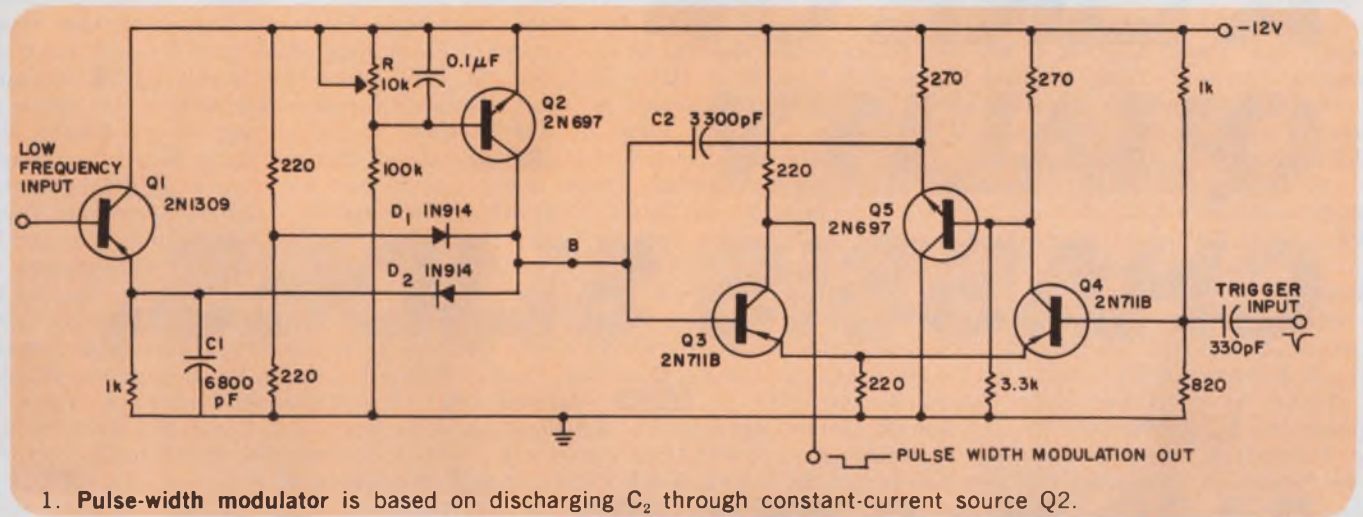 -12V
R
10k
0.1μF
270
270
1k
Q2
2N697
C2 3300pF
LOW
FREQUENCY
INPUT
Q1
2N1309
220
100k
220
Q5
2N697
D1 1N914
B
D2 1N914
Q4
2N711B
TRIGGER
INPUT
C1
Q3
2N711B
330pF
1k
6800
pF
220
220
3.3k
820
PULSE WIDTH MODULATION OUT
1. Pulse-width modulator is based on discharging C2 through constant-current source Q2.